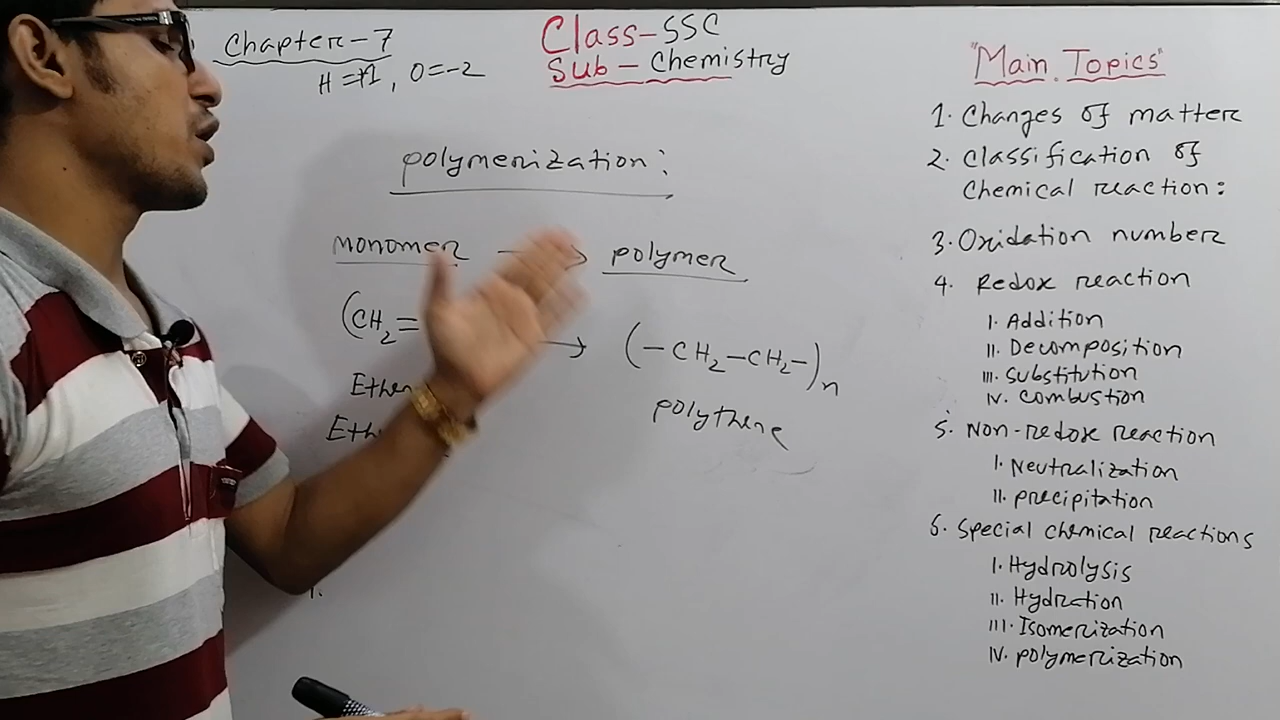 Chapter-7
H=+1, O=-2
Class-SSC
Sub-Chemistry
polymerization:
monomer → polymer
(CH₂= → (-CH₂-CH₂-)n
polythene
"Main Topics"
1. Changes of matter
2. Classification of
Chemical reaction:
3. Oxidation number
4. Redox reaction
I. Addition
II. Decomposition
III. Substitution
IV. Combustion
5. Non-redox reaction
I. Neutralization
II. precipitation
6. Special chemical reactions
I. Hydrolysis
II. Hydration
III. Isomerization
IV. polymerization
1.